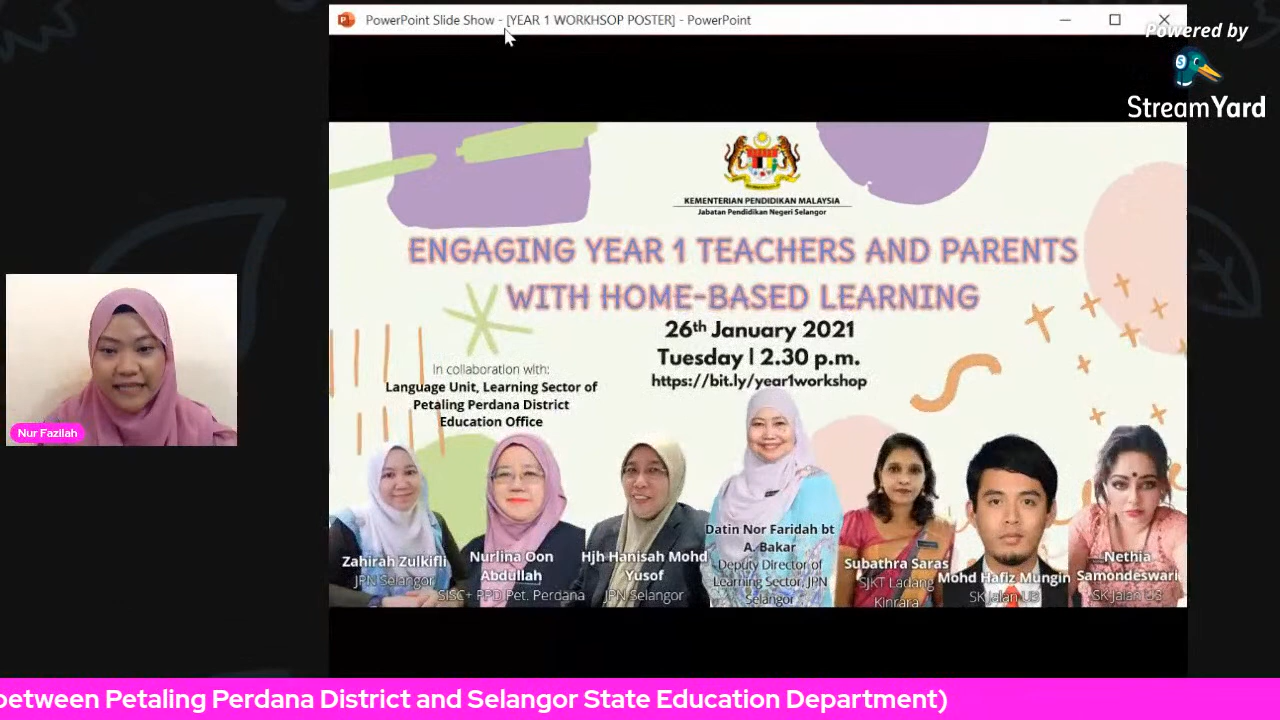 PowerPoint Slide Show - [YEAR 1 WORKHSOP POSTER] - PowerPoint
Powered by
StreamYard
KEMENTERIAN PENDIDIKAN MALAYSIA
Jabatan Pendidikan Negeri Selangor
ENGAGING YEAR 1 TEACHERS AND PARENTS
WITH HOME-BASED LEARNING
26th January 2021
Tuesday | 2.30 p.m.
https://bit.ly/year1workshop
In collaboration with:
Language Unit, Learning Sector of
Petaling Perdana District
Education Office
Zahirah Zulkifli
JPN Selangor
Nurlina Oon
Abdullah
SISC+ PPD Pet. Perdana
Hjh Hanisah Mohd
Yusof
JPN Selangor
Datin Nor Faridah bt
A. Bakar
Deputy Director of
Learning Sector, JPN
Selangor
Subathra Saras
SJKT Ladang
Kinrara
Mohd Hafiz Mungin
SK Jalan U3
Nethia
Samondeswari
SK Jalan U3
Nur Fazilah
between Petaling Perdana District and Selangor State Education Department)